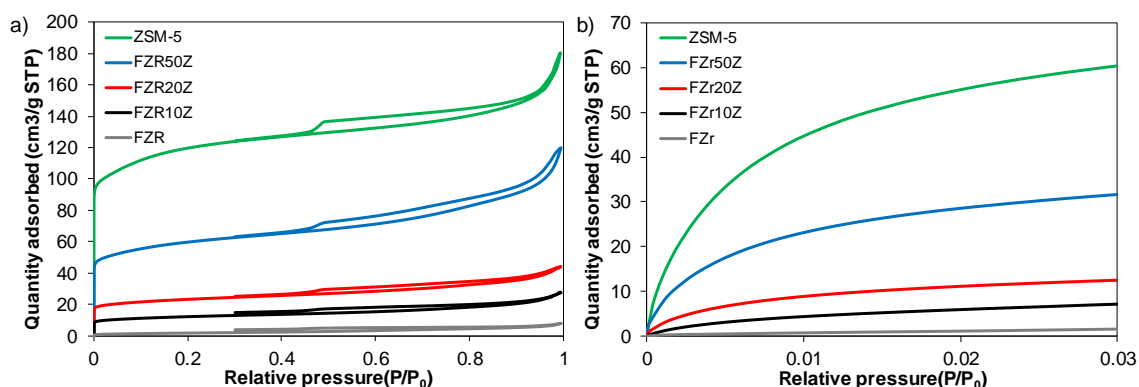 a)
Quantity adsorbed (cm3/g STP)
200
180
160
140
120
100
80
60
40
20
0
ZSM-5
FZR50Z
FZR20Z
FZR10Z
FZR
0
0.2
0.4
0.6
0.8
1
Relative pressure(P/P0)
b)
Quantity adsorbed (cm3/g STP)
70
60
50
40
30
20
10
0
ZSM-5
FZr50Z
FZr20Z
FZr10Z
FZr
0
0.01
0.02
0.03
Relative pressure(P/P0)